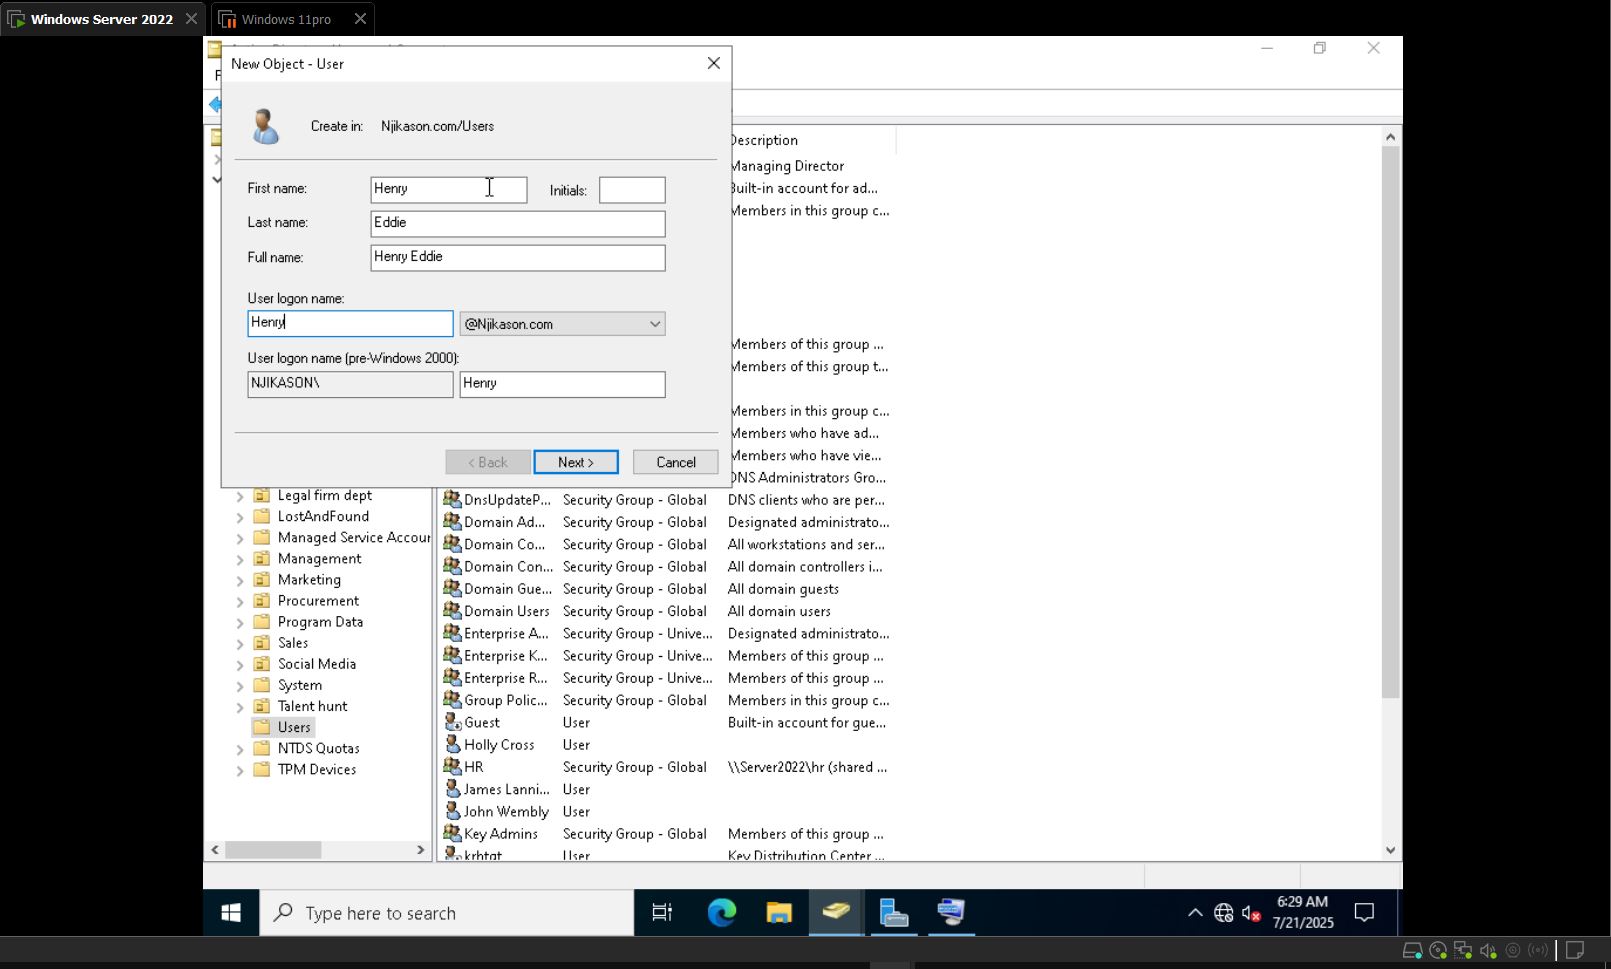 Windows Server 2022
Windows 11pro
New Object - User
Create in: Njikason.com/Users
First name: Henry Initials:
Last name: Eddie
Full name: Henry Eddie
User logon name:
Henry @Njikason.com
User logon name (pre-Windows 2000):
NJIKASON\ Henry
< Back Next > Cancel
Description
Managing Director
Built-in account for ad...
Members in this group c...
Members of this group ...
Members of this group t...
Members in this group c...
Members who have ad...
Members who have vie...
DNS Administrators Gro...
Legal firm dept
LostAndFound
Managed Service Accour
Management
Marketing
Procurement
Program Data
Sales
Social Media
System
Talent hunt
Users
NTDS Quotas
TPM Devices
DnsUpdateP... Security Group - Global DNS clients who are per...
Domain Ad... Security Group - Global Designated administrato...
Domain Co... Security Group - Global All workstations and ser...
Domain Con... Security Group - Global All domain controllers i...
Domain Gue... Security Group - Global All domain guests
Domain Users Security Group - Global All domain users
Enterprise A... Security Group - Unive... Designated administrato...
Enterprise K... Security Group - Unive... Members of this group ...
Enterprise R... Security Group - Unive... Members of this group ...
Group Polic... Security Group - Global Members in this group c...
Guest User Built-in account for gue...
Holly Cross User
HR Security Group - Global \\Server2022\hr (shared ...
James Lanni... User
John Wembly User
Key Admins Security Group - Global Members of this group ...
krbtgt User Key Distribution Center ...
Type here to search
6:29 AM
7/21/2025